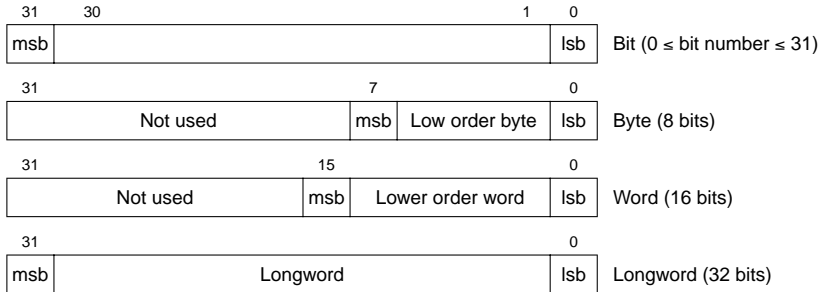 31 30 1 0
msb lsb Bit (0 ≤ bit number ≤ 31)
31 7 0
Not used msb Low order byte lsb Byte (8 bits)
31 15 0
Not used msb Lower order word lsb Word (16 bits)
31 0
msb Longword lsb Longword (32 bits)